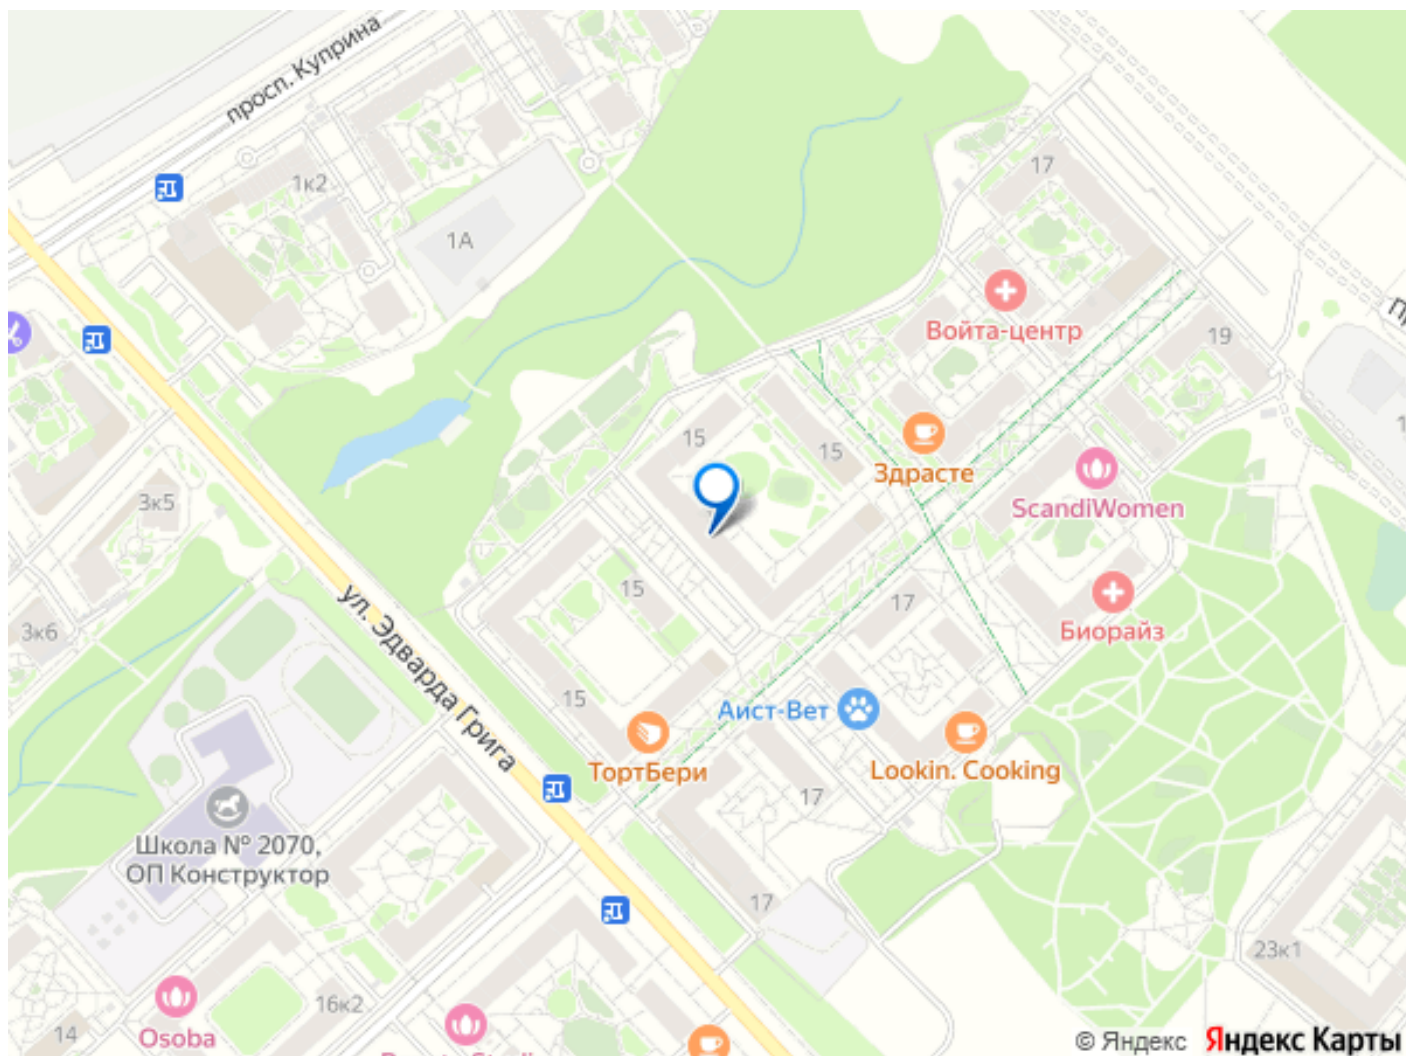 просп. Куприна
1к2
1А
17
Войта-центр
19
15
15
Здрасте
ScandiWomen
3к5
15
17
Биорайз
3к6
ул. Эдварда Грига
15
Аист-Вет
ТортБери
Lookin. Cooking
17
Школа № 2070,
ОП Конструктор
17
23к1
16к2
14
Osoba
© Яндекс
Яндекс Карты